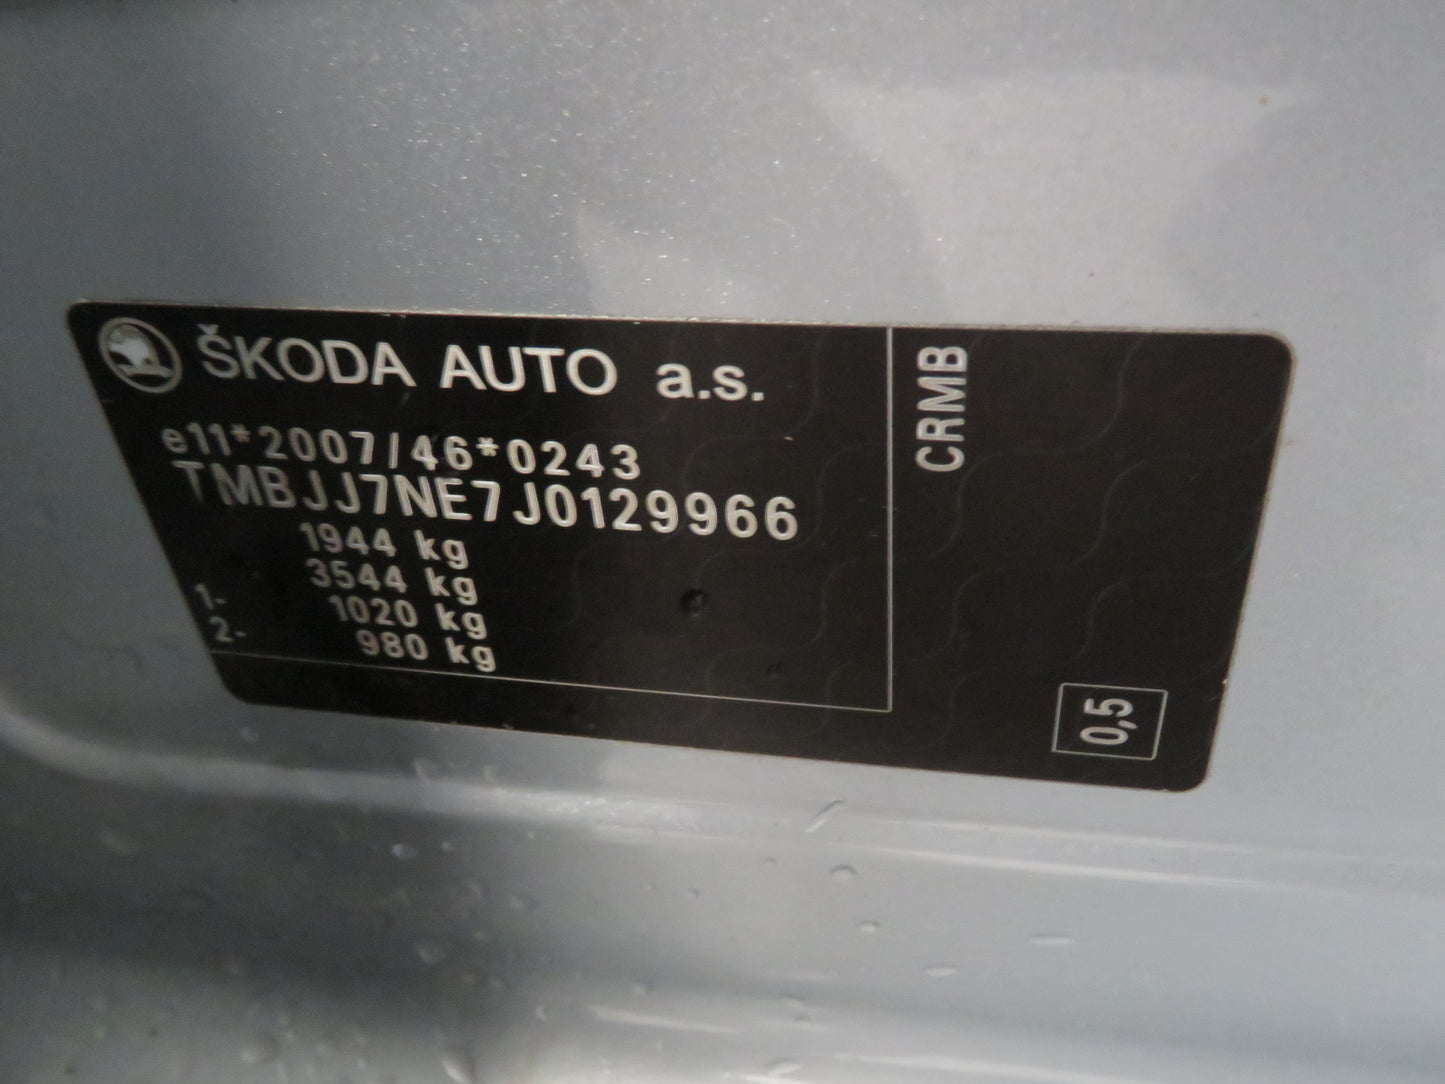 ŠKODA AUTO a.s.
e11*2007/46*0243
TMBJJ7NE7J0129966
1944 kg
3544 kg
1- 1020 kg
2- 980 kg
CRMB
0,5